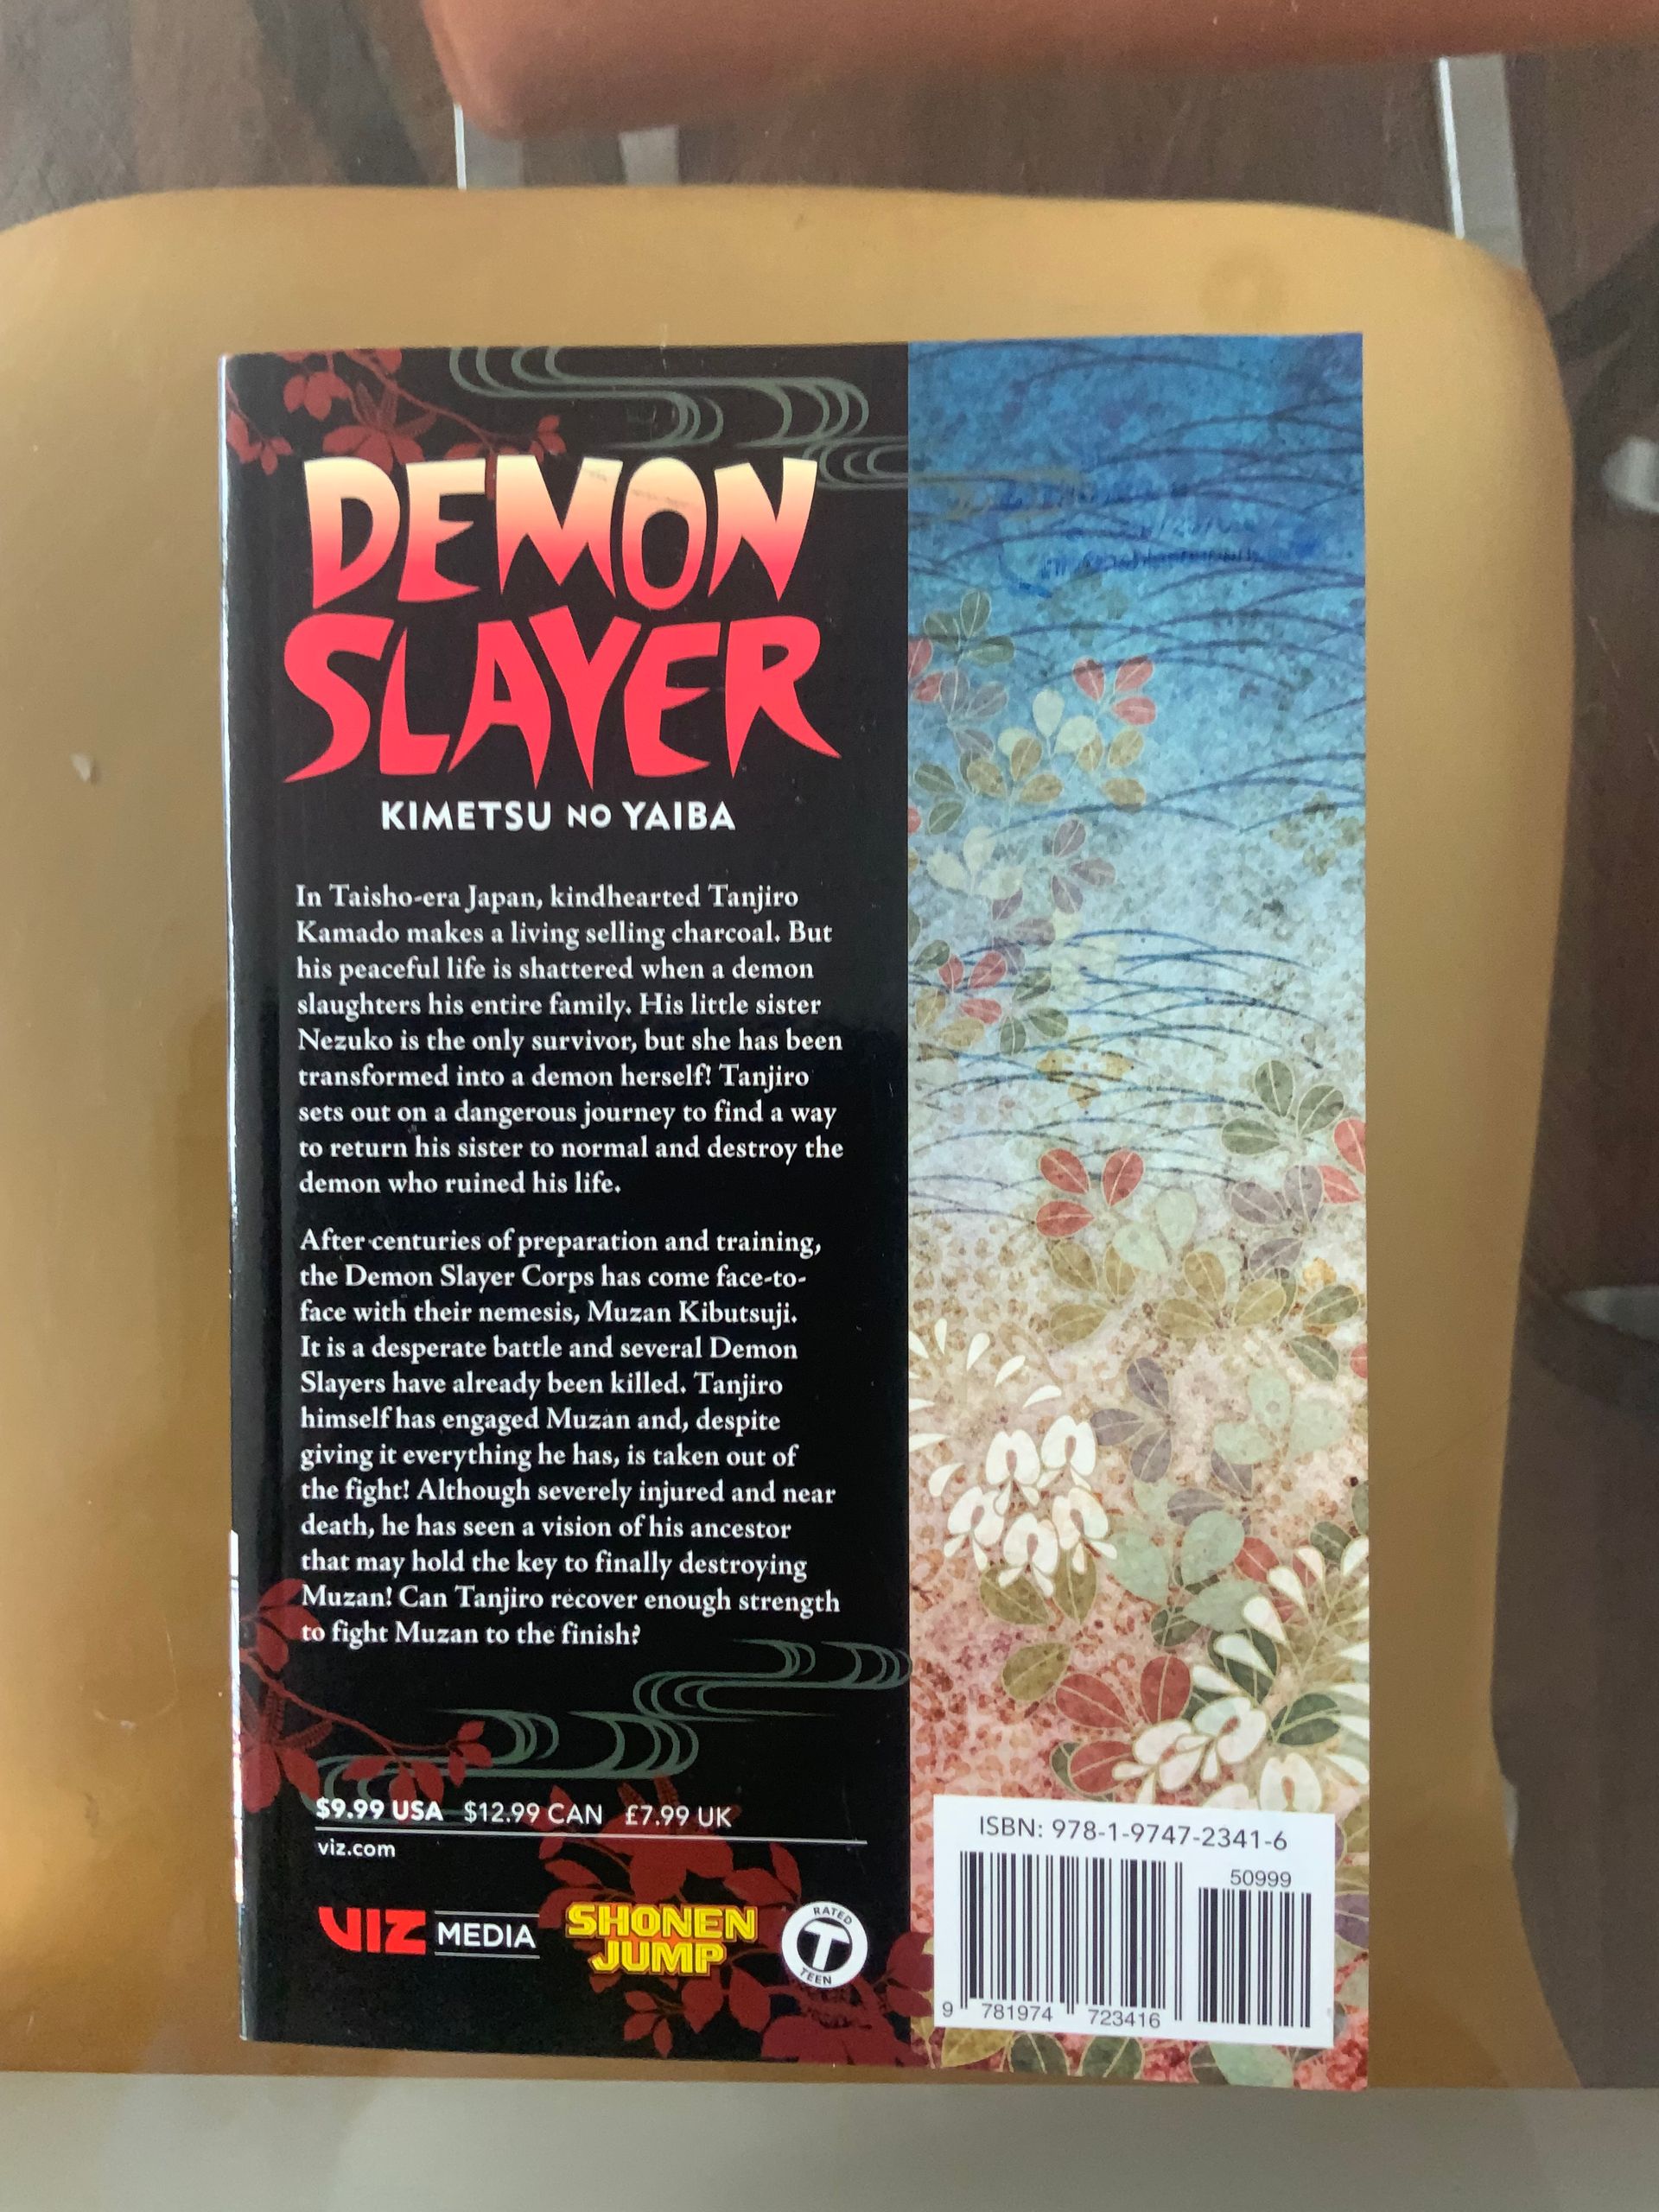 DEMON
SLAYER
KIMETSU NO YAIBA
In Taisho-era Japan, kindhearted Tanjiro
Kamado makes a living selling charcoal. But
his peaceful life is shattered when a demon
slaughters his entire family. His little sister
Nezuko is the only survivor, but she has been
transformed into a demon herself! Tanjiro
sets out on a dangerous journey to find a way
to return his sister to normal and destroy the
demon who ruined his life.
After centuries of preparation and training,
the Demon Slayer Corps has come face-to-
face with their nemesis, Muzan Kibutsuji.
It is a desperate battle and several Demon
Slayers have already been killed. Tanjiro
himself has engaged Muzan and, despite
giving it everything he has, is taken out of
the fight! Although severely injured and near
death, he has seen a vision of his ancestor
that may hold the key to finally destroying
Muzan! Can Tanjiro recover enough strength
to fight Muzan to the finish?
$9.99 USA $12.99 CAN £7.99 UK
viz.com
VIZ MEDIA
SHONEN
JUMP
RATED
T
TEEN
ISBN: 978-1-9747-2341-6
50999
9 781974 723416